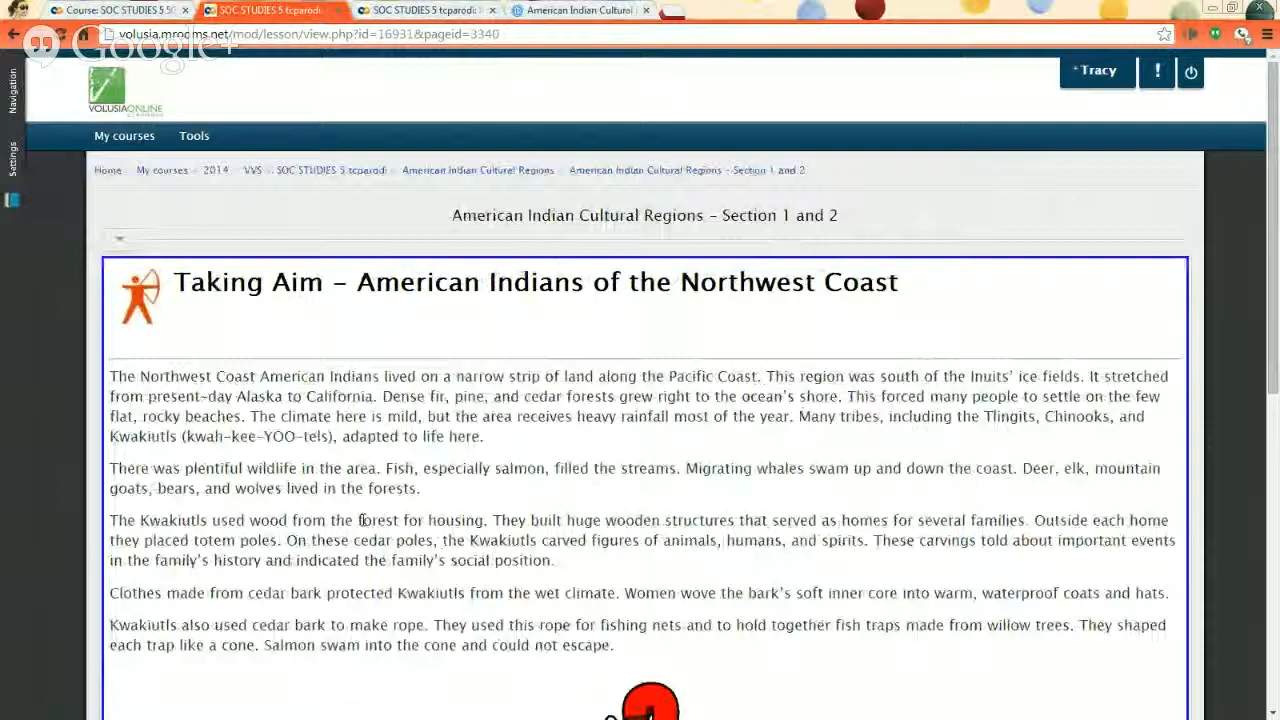 Course: SOC STUDIES 5 50
SOC STUDIES 5 tcparodi
SOC STUDIES 5 tcparodi:
American Indian Cultural
volusia.mrooms.net/mod/lesson/view.php?id=16931&pageid=3340
Google+
Navigation
Settings
Tracy
!
VOLUSIA ONLINE
My courses
Tools
Home
My courses
2014
VVS
SOC STUDIES 5 tcparodi
American Indian Cultural Regions
American Indian Cultural Regions - Section 1 and 2
American Indian Cultural Regions – Section 1 and 2
Taking Aim – American Indians of the Northwest Coast
The Northwest Coast American Indians lived on a narrow strip of land along the Pacific Coast. This region was south of the Inuits’ ice fields. It stretched
from present-day Alaska to California. Dense fir, pine, and cedar forests grew right to the ocean’s shore. This forced many people to settle on the few
flat, rocky beaches. The climate here is mild, but the area receives heavy rainfall most of the year. Many tribes, including the Tlingits, Chinooks, and
Kwakiutls (kwah-kee-YOO-tels), adapted to life here.
There was plentiful wildlife in the area. Fish, especially salmon, filled the streams. Migrating whales swam up and down the coast. Deer, elk, mountain
goats, bears, and wolves lived in the forests.
The Kwakiutls used wood from the forest for housing. They built huge wooden structures that served as homes for several families. Outside each home
they placed totem poles. On these cedar poles, the Kwakiutls carved figures of animals, humans, and spirits. These carvings told about important events
in the family’s history and indicated the family’s social position.
Clothes made from cedar bark protected Kwakiutls from the wet climate. Women wove the bark’s soft inner core into warm, waterproof coats and hats.
Kwakiutls also used cedar bark to make rope. They used this rope for fishing nets and to hold together fish traps made from willow trees. They shaped
each trap like a cone. Salmon swam into the cone and could not escape.